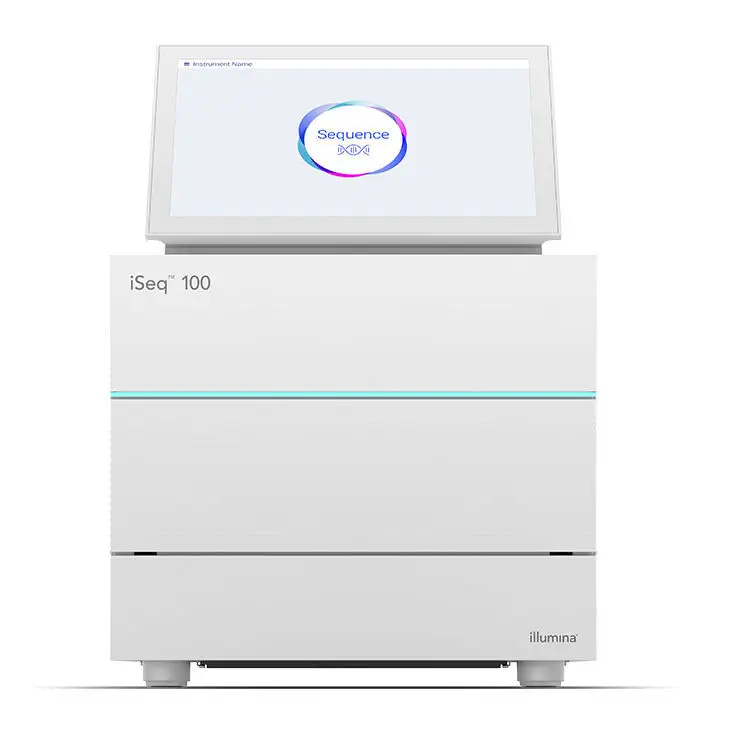 Instrument Name
Sequence
iSeq™ 100
illumina®